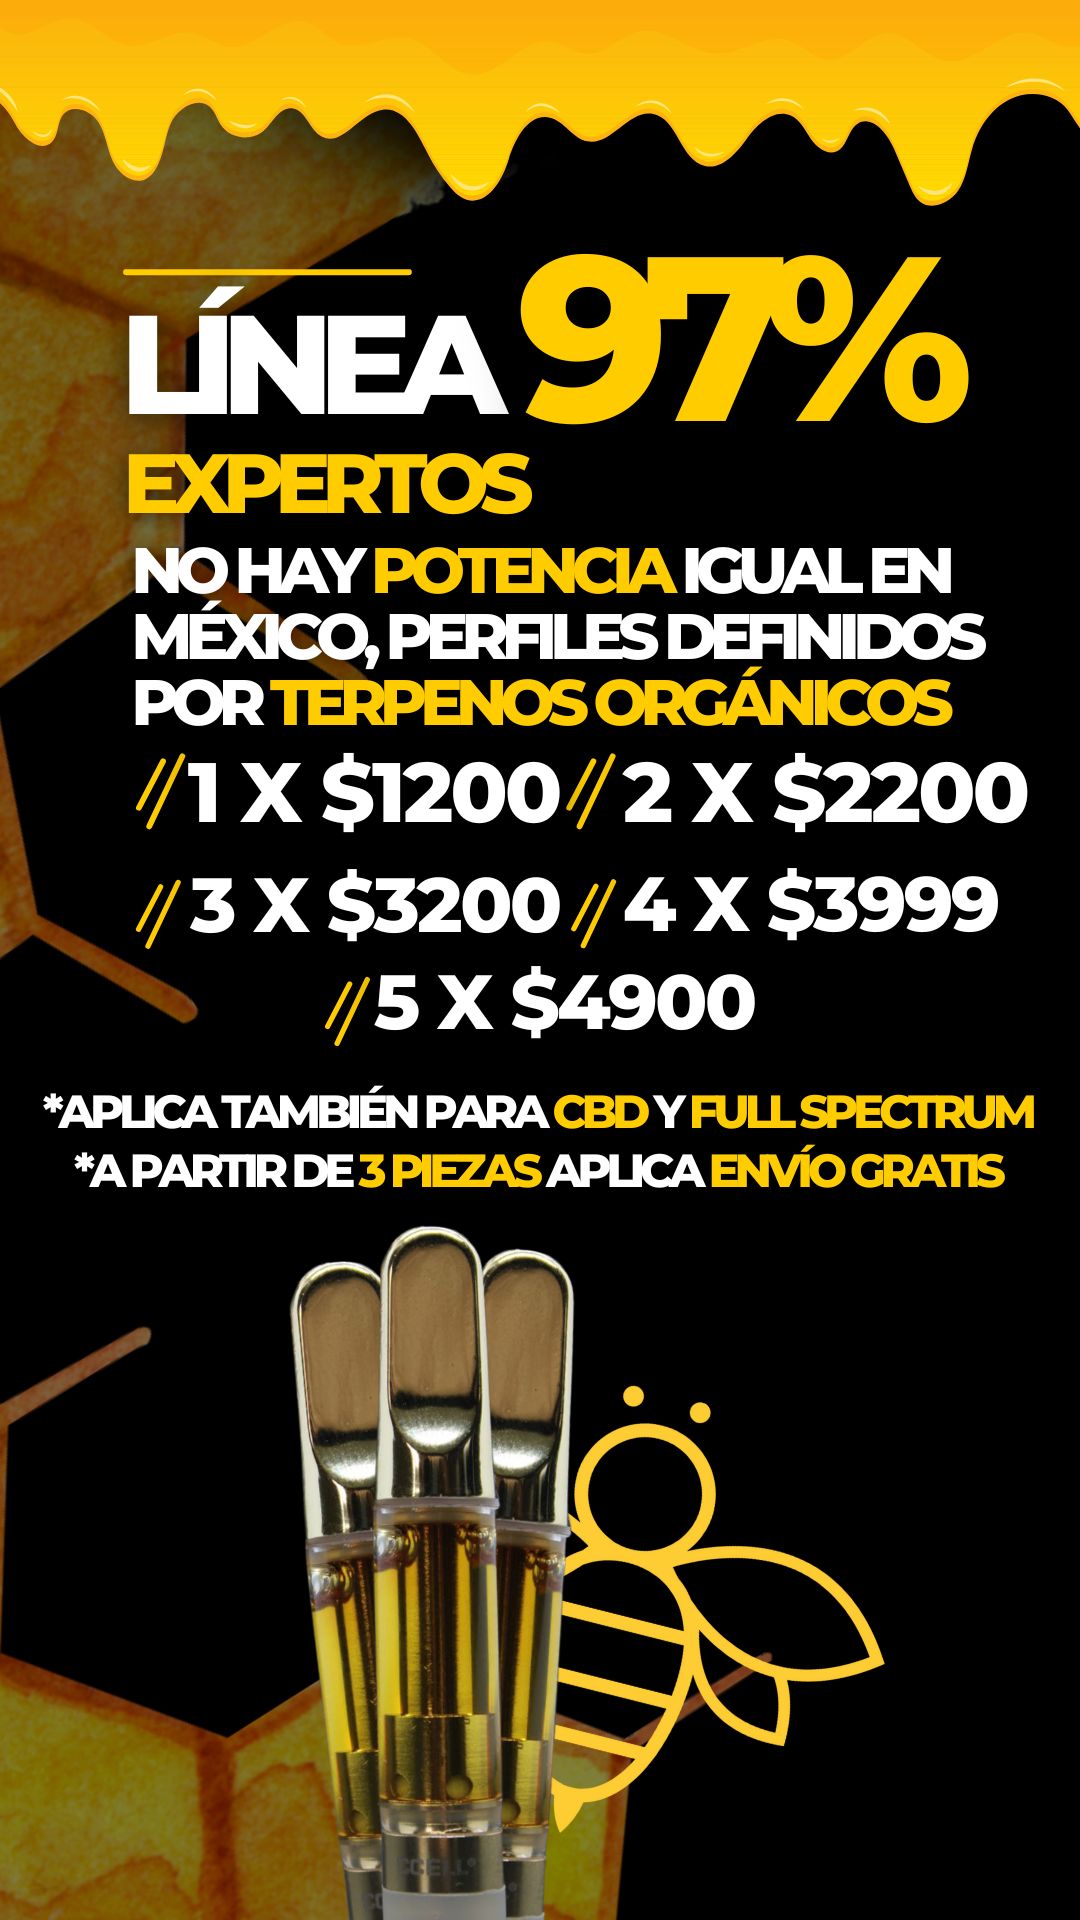 LÍNEA 97%
EXPERTOS
NO HAY POTENCIA IGUAL EN
MÉXICO, PERFILES DEFINIDOS
POR TERPENOS ORGÁNICOS
// 1 X $1200 // 2 X $2200
// 3 X $3200 // 4 X $3999
// 5 X $4900
*APLICA TAMBIÉN PARA CBD Y FULL SPECTRUM
*A PARTIR DE 3 PIEZAS APLICA ENVÍO GRATIS
CCELL®